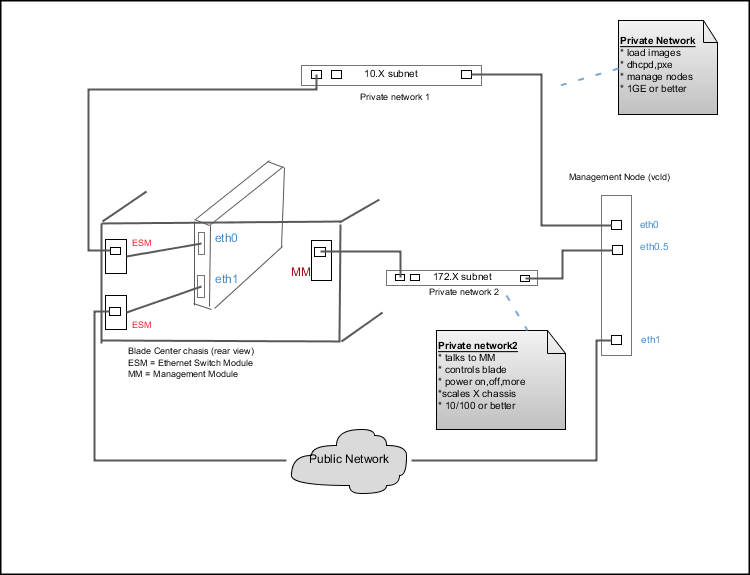 Private Network
* load images
* dhcpd,pxe
* manage nodes
* 1GE or better
10.X subnet
Private network 1
Management Node (vcld)
eth0
eth0.5
eth1
ESM
eth0
eth1
ESM
MM
172.X subnet
Private network 2
Blade Center chasis (rear view)
ESM = Ethernet Switch Module
MM = Management Module
Private network2
* talks to MM
* controls blade
* power on,off,more
*scales X chassis
* 10/100 or better
Public Network